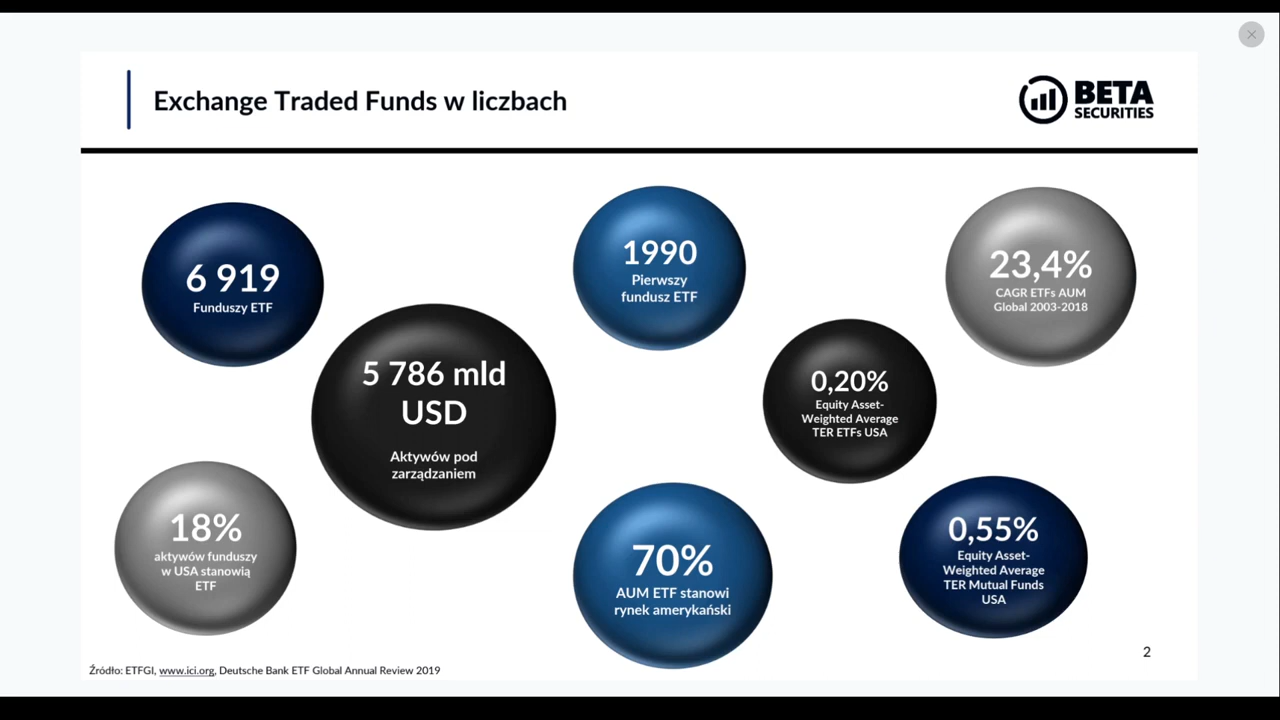 Exchange Traded Funds w liczbach
BETA
SECURITIES
6 919
Funduszy ETF
1990
Pierwszy
fundusz ETF
23,4%
CAGR ETFs AUM
Global 2003-2018
5 786 mld
USD
Aktywów pod
zarządzaniem
0,20%
Equity Asset-
Weighted Average
TER ETFs USA
18%
aktywów funduszy
w USA stanowią
ETF
70%
AUM ETF stanowi
rynek amerykański
0,55%
Equity Asset-
Weighted Average
TER Mutual Funds
USA
2
Źródło: ETFGI, www.ici.org, Deutsche Bank ETF Global Annual Review 2019